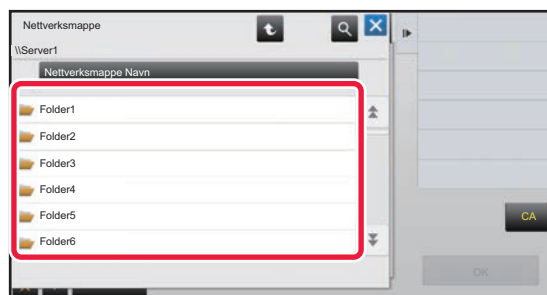 Nettverksmappe
\\Server1
Nettverksmappe Navn
Folder1
Folder2
Folder3
Folder4
Folder5
Folder6
CA
OK